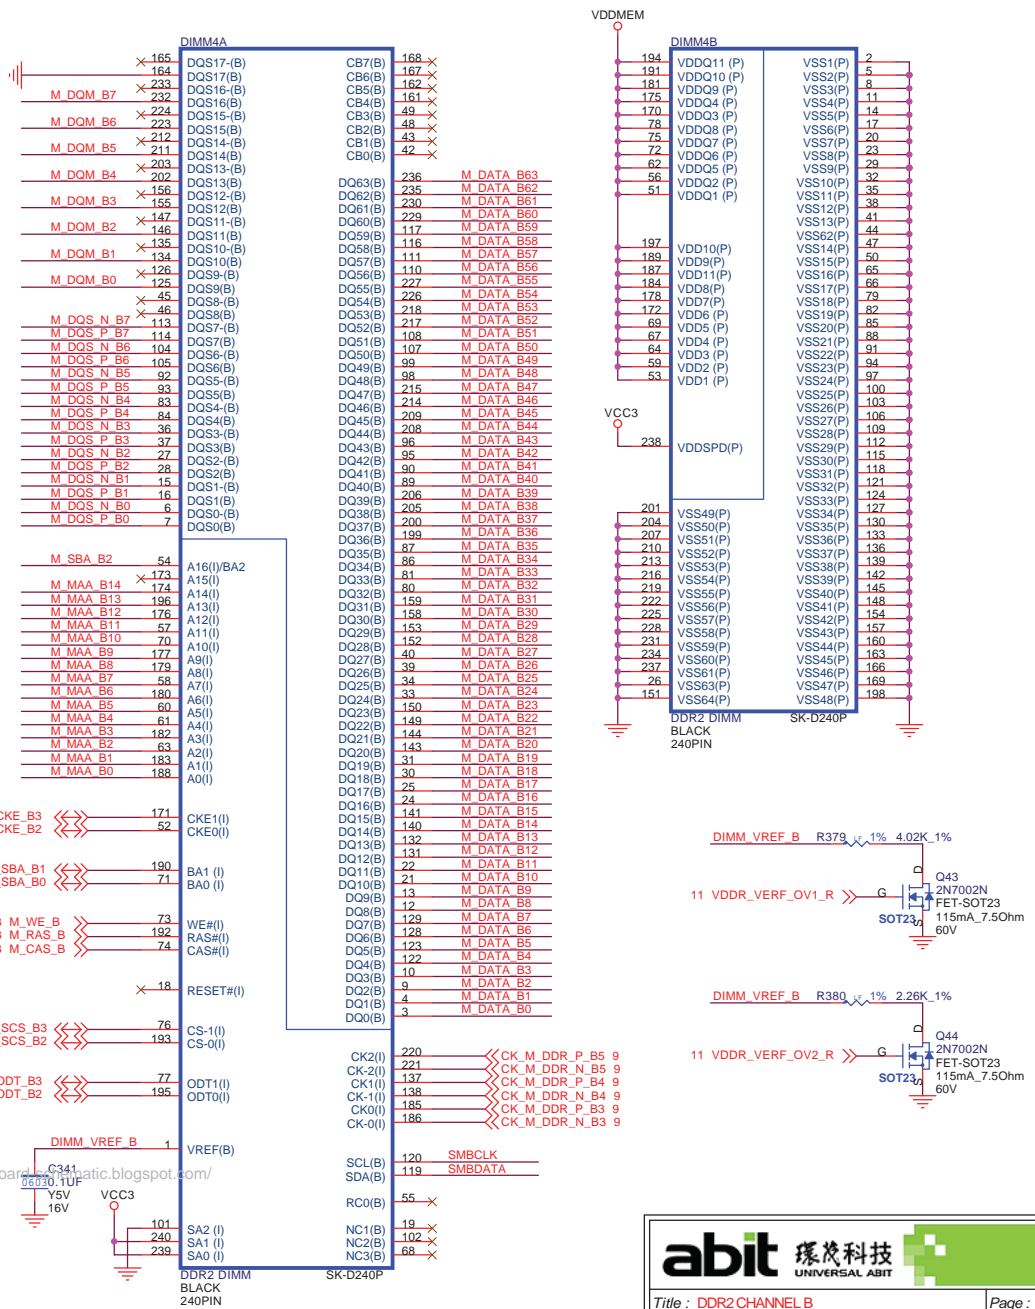 DIMM4A
165 DQS17-(B) CB7(B) 168
164 DQS17(B) CB6(B) 167
233 DQS16-(B) CB5(B) 162
M_DQM_B7 232 DQS16(B) CB4(B) 161
224 DQS15-(B) CB3(B) 49
M_DQM_B6 223 DQS15(B) CB2(B) 48
212 DQS14-(B) CB1(B) 43
M_DQM_B5 211 DQS14(B) CB0(B) 42
203 DQS13-(B)
M_DQM_B4 202 DQS13(B) DQ63(B) 236 M_DATA_B63
156 DQS12-(B) DQ62(B) 235 M_DATA_B62
M_DQM_B3 155 DQS12(B) DQ61(B) 230 M_DATA_B61
147 DQS11-(B) DQ60(B) 229 M_DATA_B60
M_DQM_B2 146 DQS11(B) DQ59(B) 117 M_DATA_B59
135 DQS10-(B) DQ58(B) 116 M_DATA_B58
M_DQM_B1 134 DQS10(B) DQ57(B) 111 M_DATA_B57
126 DQS9-(B) DQ56(B) 110 M_DATA_B56
M_DQM_B0 125 DQS9(B) DQ55(B) 227 M_DATA_B55
45 DQS8-(B) DQ54(B) 226 M_DATA_B54
46 DQS8(B) DQ53(B) 218 M_DATA_B53
M_DQS_N_B7 113 DQS7-(B) DQ52(B) 217 M_DATA_B52
M_DQS_P_B7 114 DQS7(B) DQ51(B) 108 M_DATA_B51
M_DQS_N_B6 104 DQS6-(B) DQ50(B) 107 M_DATA_B50
M_DQS_P_B6 105 DQS6(B) DQ49(B) 99 M_DATA_B49
M_DQS_N_B5 92 DQS5-(B) DQ48(B) 98 M_DATA_B48
M_DQS_P_B5 93 DQS5(B) DQ47(B) 215 M_DATA_B47
M_DQS_N_B4 83 DQS4-(B) DQ46(B) 214 M_DATA_B46
M_DQS_P_B4 84 DQS4(B) DQ45(B) 209 M_DATA_B45
M_DQS_N_B3 36 DQS3-(B) DQ44(B) 208 M_DATA_B44
M_DQS_P_B3 37 DQS3(B) DQ43(B) 96 M_DATA_B43
M_DQS_N_B2 27 DQS2-(B) DQ42(B) 95 M_DATA_B42
M_DQS_P_B2 28 DQS2(B) DQ41(B) 90 M_DATA_B41
M_DQS_N_B1 15 DQS1-(B) DQ40(B) 89 M_DATA_B40
M_DQS_P_B1 16 DQS1(B) DQ39(B) 206 M_DATA_B39
M_DQS_N_B0 6 DQS0-(B) DQ38(B) 205 M_DATA_B38
M_DQS_P_B0 7 DQS0(B) DQ37(B) 200 M_DATA_B37
DQ36(B) 199 M_DATA_B36
DQ35(B) 87 M_DATA_B35
M_SBA_B2 54 A16(I)/BA2 DQ34(B) 86 M_DATA_B34
173 A15(I) DQ33(B) 81 M_DATA_B33
M_MAA_B14 174 A14(I) DQ32(B) 80 M_DATA_B32
M_MAA_B13 196 A13(I) DQ31(B) 159 M_DATA_B31
M_MAA_B12 176 A12(I) DQ30(B) 158 M_DATA_B30
M_MAA_B11 57 A11(I) DQ29(B) 153 M_DATA_B29
M_MAA_B10 70 A10(I) DQ28(B) 152 M_DATA_B28
M_MAA_B9 177 A9(I) DQ27(B) 40 M_DATA_B27
M_MAA_B8 179 A8(I) DQ26(B) 39 M_DATA_B26
M_MAA_B7 58 A7(I) DQ25(B) 34 M_DATA_B25
M_MAA_B6 180 A6(I) DQ24(B) 33 M_DATA_B24
M_MAA_B5 60 A5(I) DQ23(B) 150 M_DATA_B23
M_MAA_B4 61 A4(I) DQ22(B) 149 M_DATA_B22
M_MAA_B3 182 A3(I) DQ21(B) 144 M_DATA_B21
M_MAA_B2 63 A2(I) DQ20(B) 143 M_DATA_B20
M_MAA_B1 183 A1(I) DQ19(B) 31 M_DATA_B19
M_MAA_B0 188 A0(I) DQ18(B) 30 M_DATA_B18
DQ17(B) 25 M_DATA_B17
DQ16(B) 24 M_DATA_B16
CKE_B3 171 CKE1(I) DQ15(B) 141 M_DATA_B15
CKE_B2 52 CKE0(I) DQ14(B) 140 M_DATA_B14
DQ13(B) 132 M_DATA_B13
DQ12(B) 131 M_DATA_B12
SBA_B1 190 BA1 (I) DQ11(B) 22 M_DATA_B11
SBA_B0 71 BA0 (I) DQ10(B) 21 M_DATA_B10
DQ9(B) 13 M_DATA_B9
DQ8(B) 12 M_DATA_B8
M_WE_B 73 WE#(I) DQ7(B) 129 M_DATA_B7
M_RAS_B 192 RAS#(I) DQ6(B) 128 M_DATA_B6
M_CAS_B 74 CAS#(I) DQ5(B) 123 M_DATA_B5
DQ4(B) 122 M_DATA_B4
DQ3(B) 10 M_DATA_B3
18 RESET#(I) DQ2(B) 9 M_DATA_B2
DQ1(B) 4 M_DATA_B1
DQ0(B) 3 M_DATA_B0
SCS_B3 76 CS-1(I)
SCS_B2 193 CS-0(I)
CK2(I) 220 CK_M_DDR_P_B5 9
CK-2(I) 221 CK_M_DDR_N_B5 9
ODT_B3 77 ODT1(I) CK1(I) 137 CK_M_DDR_P_B4 9
ODT_B2 195 ODT0(I) CK-1(I) 138 CK_M_DDR_N_B4 9
CK0(I) 185 CK_M_DDR_P_B3 9
CK-0(I) 186 CK_M_DDR_N_B3 9
DIMM_VREF_B 1 VREF(B)
SCL(B) 120 SMBCLK
SDA(B) 119 SMBDATA
oard-schematic.blogspot.com/
C341
0603 0.1UF
Y5V
16V
VCC3
RC0(B) 55
101 SA2 (I) NC1(B) 19
240 SA1 (I) NC2(B) 102
239 SA0 (I) NC3(B) 68
DDR2 DIMM SK-D240P
BLACK
240PIN
VDDMEM
DIMM4B
194 VDDQ11 (P) VSS1(P) 2
191 VDDQ10 (P) VSS2(P) 5
181 VDDQ9 (P) VSS3(P) 8
175 VDDQ4 (P) VSS4(P) 11
170 VDDQ3 (P) VSS5(P) 14
78 VDDQ8 (P) VSS6(P) 17
75 VDDQ7 (P) VSS7(P) 20
72 VDDQ6 (P) VSS8(P) 23
62 VDDQ5 (P) VSS9(P) 29
56 VDDQ2 (P) VSS10(P) 32
51 VDDQ1 (P) VSS11(P) 35
VSS12(P) 38
VSS13(P) 41
VSS62(P) 44
197 VDD10(P) VSS14(P) 47
189 VDD9(P) VSS15(P) 50
187 VDD11(P) VSS16(P) 65
184 VDD8(P) VSS17(P) 66
178 VDD7(P) VSS18(P) 79
172 VDD6 (P) VSS19(P) 82
69 VDD5 (P) VSS20(P) 85
67 VDD4 (P) VSS21(P) 88
64 VDD3 (P) VSS22(P) 91
59 VDD2 (P) VSS23(P) 94
53 VDD1 (P) VSS24(P) 97
VSS25(P) 100
VSS26(P) 103
VCC3 VSS27(P) 106
VSS28(P) 109
238 VDDSPD(P) VSS29(P) 112
VSS30(P) 115
VSS31(P) 118
VSS32(P) 121
VSS33(P) 124
201 VSS49(P) VSS34(P) 127
204 VSS50(P) VSS35(P) 130
207 VSS51(P) VSS36(P) 133
210 VSS52(P) VSS37(P) 136
213 VSS53(P) VSS38(P) 139
216 VSS54(P) VSS39(P) 142
219 VSS55(P) VSS40(P) 145
222 VSS56(P) VSS41(P) 148
225 VSS57(P) VSS42(P) 154
228 VSS58(P) VSS43(P) 157
231 VSS59(P) VSS44(P) 160
234 VSS60(P) VSS45(P) 163
237 VSS61(P) VSS46(P) 166
26 VSS63(P) VSS47(P) 169
151 VSS64(P) VSS48(P) 198
DDR2 DIMM SK-D240P
BLACK
240PIN
DIMM_VREF_B R379 LF 1% 4.02K_1%
D
Q43
11 VDDR_VERF_OV1_R G 2N7002N
FET-SOT23
SOT23 S 115mA_7.5Ohm
60V
DIMM_VREF_B R380 LF 1% 2.26K_1%
D
Q44
11 VDDR_VERF_OV2_R G 2N7002N
FET-SOT23
SOT23 S 115mA_7.5Ohm
60V
abit 環茂科技
UNIVERSAL ABIT
Title : DDR2 CHANNEL B Page :